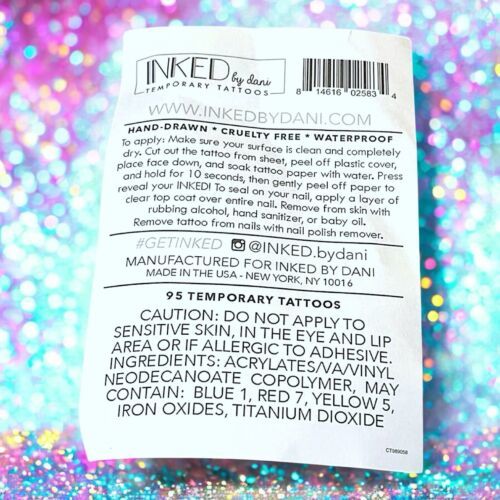 INKED
by dani
TEMPORARY TATTOOS
8 14616 02583 4
WWW.INKEDBYDANI.COM
HAND-DRAWN * CRUELTY FREE * WATERPROOF
To apply: Make sure your surface is clean and completely
dry. Cut out the tattoo from sheet, peel off plastic cover,
place face down, and soak tattoo paper with water. Press
and hold for 10 seconds, then gently peel off paper to
reveal your INKED! To seal on your nail, apply a layer of
clear top coat over entire nail. Remove from skin with
rubbing alcohol, hand sanitizer, or baby oil.
Remove tattoo from nails with nail polish remover.
#GETINKED @INKED.bydani
MANUFACTURED FOR INKED BY DANI
MADE IN THE USA - NEW YORK, NY 10016
95 TEMPORARY TATTOOS
CAUTION: DO NOT APPLY TO
SENSITIVE SKIN, IN THE EYE AND LIP
AREA OR IF ALLERGIC TO ADHESIVE.
INGREDIENTS: ACRYLATES/VA/VINYL
NEODECANOATE COPOLYMER, MAY
CONTAIN: BLUE 1, RED 7, YELLOW 5,
IRON OXIDES, TITANIUM DIOXIDE
CT089058